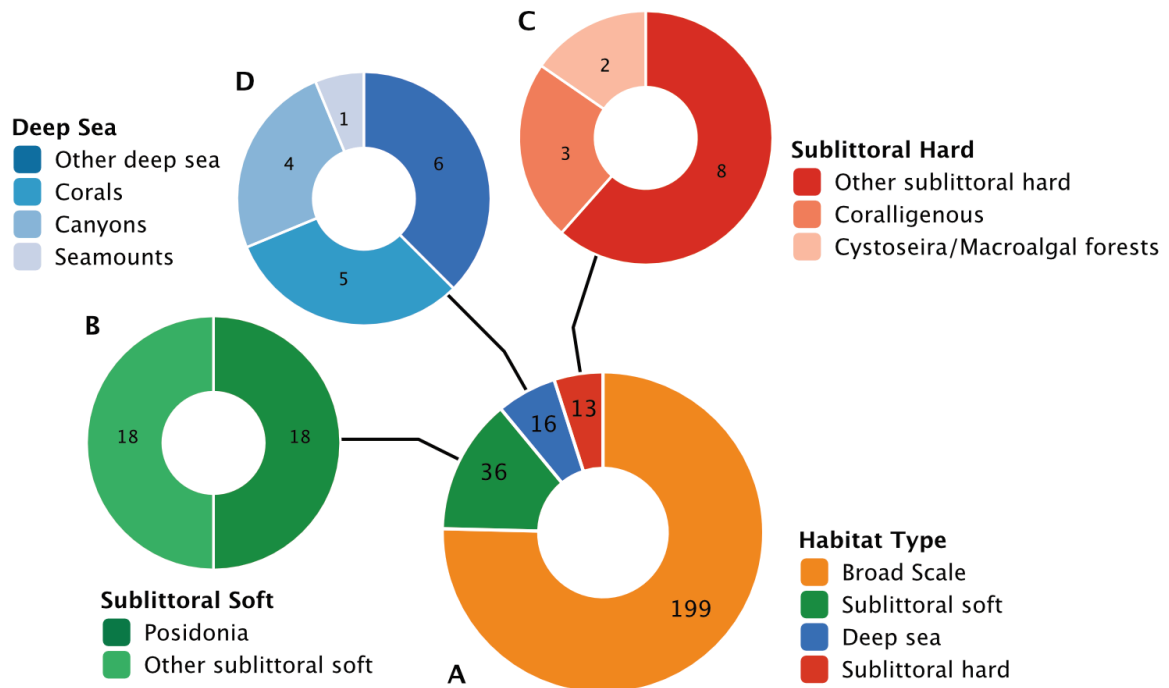 C
2
3
8
Sublittoral Hard
Other sublittoral hard
Coralligenous
Cystoseira/Macroalgal forests
D
1
6
4
5
Deep Sea
Other deep sea
Corals
Canyons
Seamounts
B
18
18
Sublittoral Soft
Posidonia
Other sublittoral soft
13
16
36
199
A
Habitat Type
Broad Scale
Sublittoral soft
Deep sea
Sublittoral hard